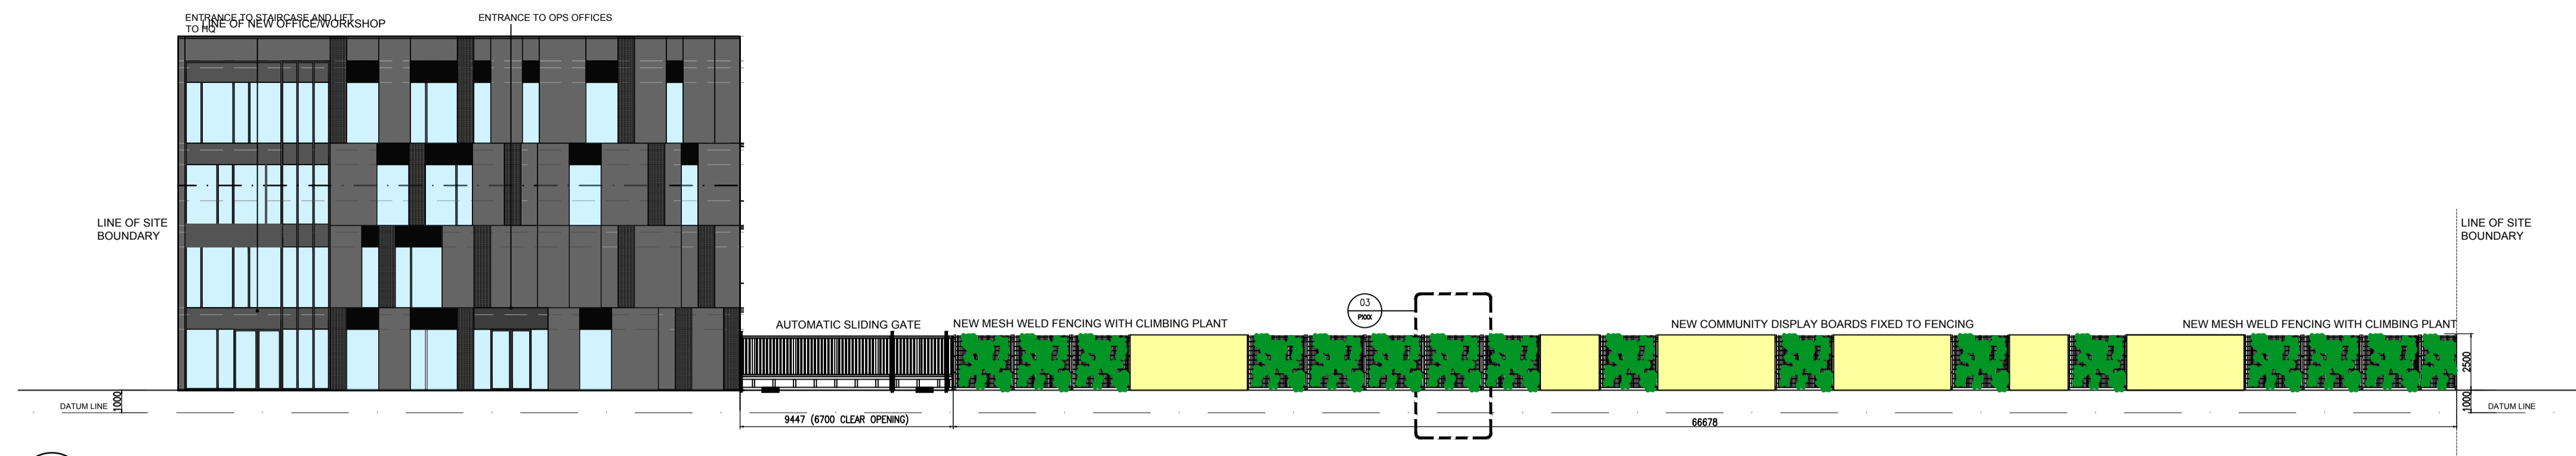 ENTRANCE TO STAIRCASE AND LIFT
TO HQ
LINE OF NEW OFFICE/WORKSHOP
ENTRANCE TO OPS OFFICES
LINE OF SITE
BOUNDARY
LINE OF SITE
BOUNDARY
03
PXXX
AUTOMATIC SLIDING GATE
NEW MESH WELD FENCING WITH CLIMBING PLANT
NEW COMMUNITY DISPLAY BOARDS FIXED TO FENCING
NEW MESH WELD FENCING WITH CLIMBING PLANT
2500
1000
DATUM LINE
1000
DATUM LINE
9447 (6700 CLEAR OPENING)
66678